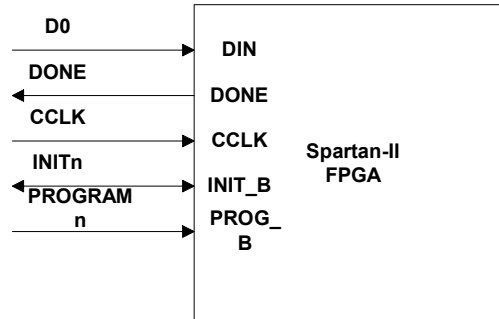 D0
DIN
DONE
DONE
CCLK
CCLK
INITn
INIT_B
PROGRAM
n
PROG_
B
Spartan-II
FPGA